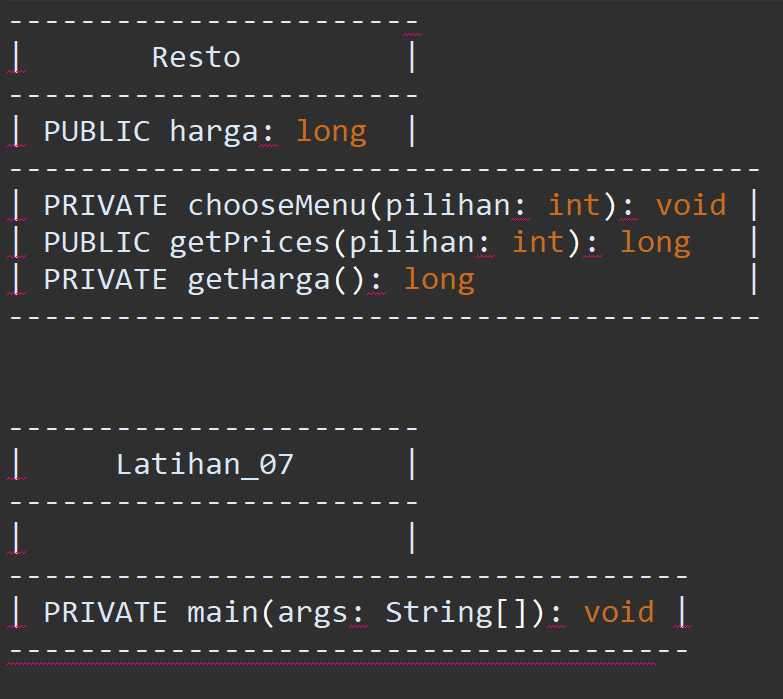 -----------------------
|       Resto         |
-----------------------
| PUBLIC harga: long  |
------------------------------------------
| PRIVATE chooseMenu(pilihan: int): void |
| PUBLIC getPrices(pilihan: int): long   |
| PRIVATE getHarga(): long               |
------------------------------------------
-----------------------
|     Latihan_07      |
-----------------------
|                     |
--------------------------------------
| PRIVATE main(args: String[]): void |
--------------------------------------